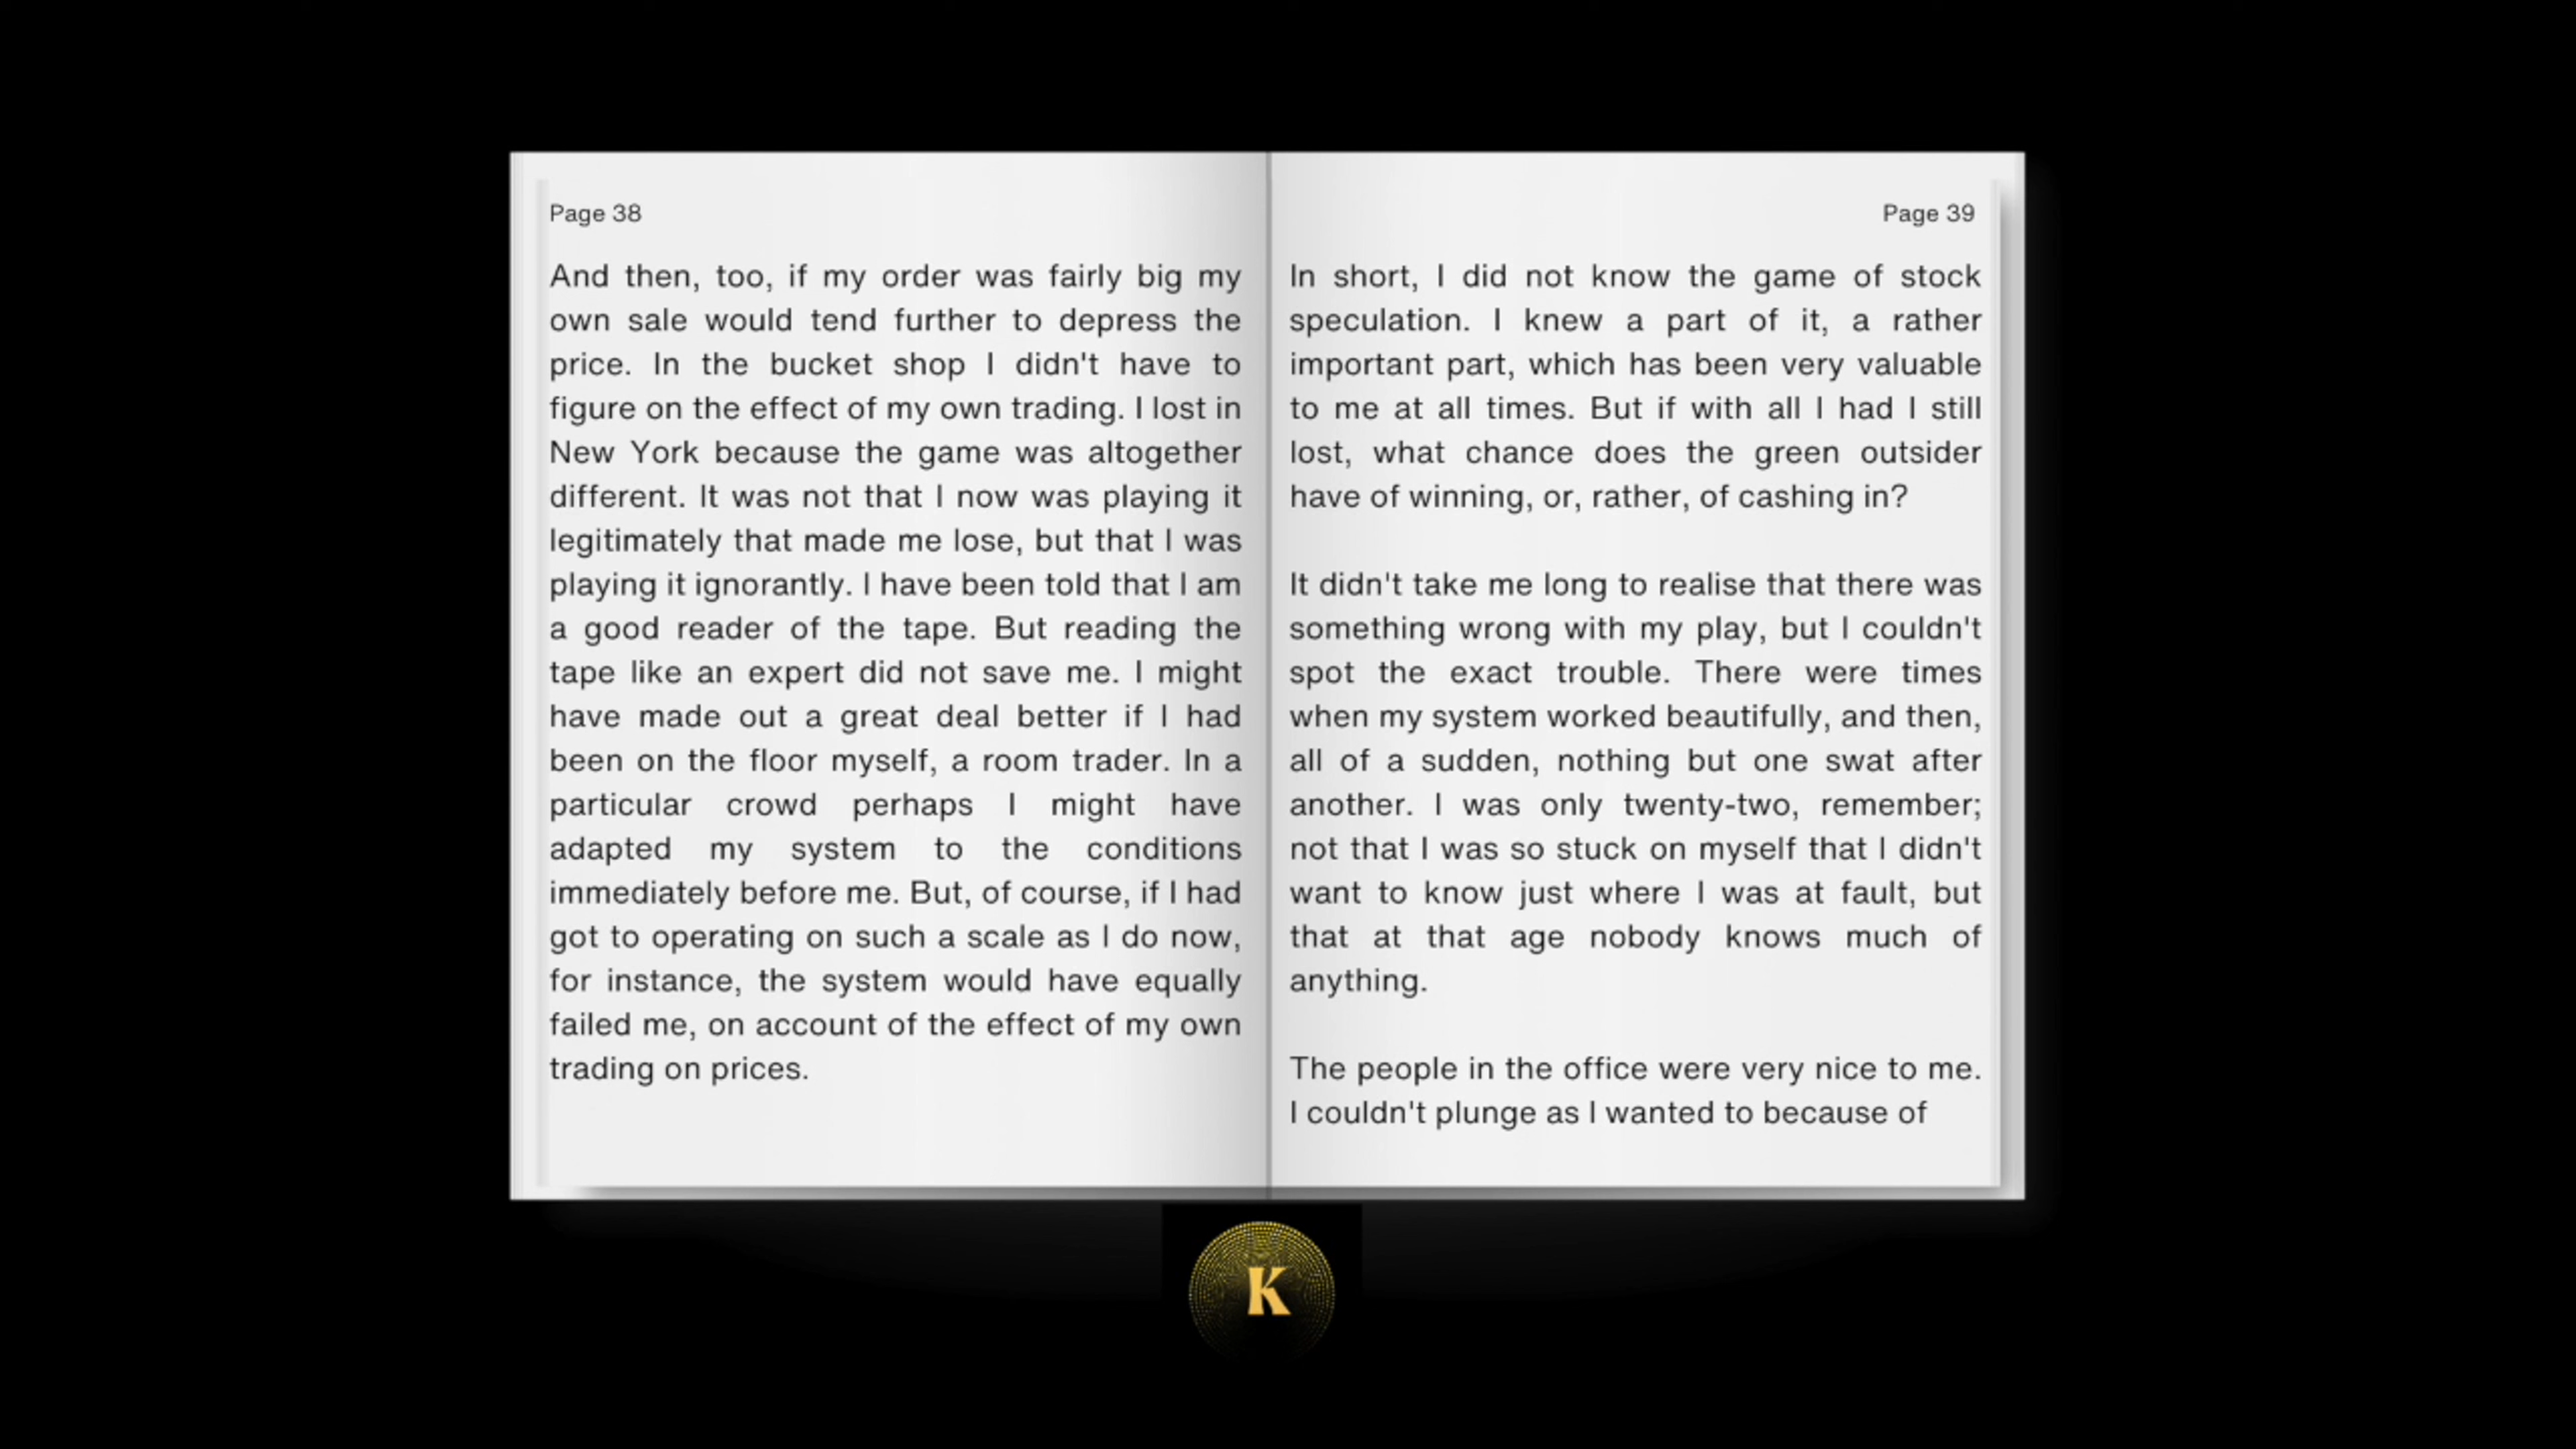 Page 38
And then, too, if my order was fairly big my
own sale would tend further to depress the
price. In the bucket shop I didn't have to
figure on the effect of my own trading. I lost in
New York because the game was altogether
different. It was not that I now was playing it
legitimately that made me lose, but that I was
playing it ignorantly. I have been told that I am
a good reader of the tape. But reading the
tape like an expert did not save me. I might
have made out a great deal better if I had
been on the floor myself, a room trader. In a
particular crowd perhaps I might have
adapted my system to the conditions
immediately before me. But, of course, if I had
got to operating on such a scale as I do now,
for instance, the system would have equally
failed me, on account of the effect of my own
trading on prices.
Page 39
In short, I did not know the game of stock
speculation. I knew a part of it, a rather
important part, which has been very valuable
to me at all times. But if with all I had I still
lost, what chance does the green outsider
have of winning, or, rather, of cashing in?
It didn't take me long to realise that there was
something wrong with my play, but I couldn't
spot the exact trouble. There were times
when my system worked beautifully, and then,
all of a sudden, nothing but one swat after
another. I was only twenty-two, remember;
not that I was so stuck on myself that I didn't
want to know just where I was at fault, but
that at that age nobody knows much of
anything.
The people in the office were very nice to me.
I couldn't plunge as I wanted to because of
K